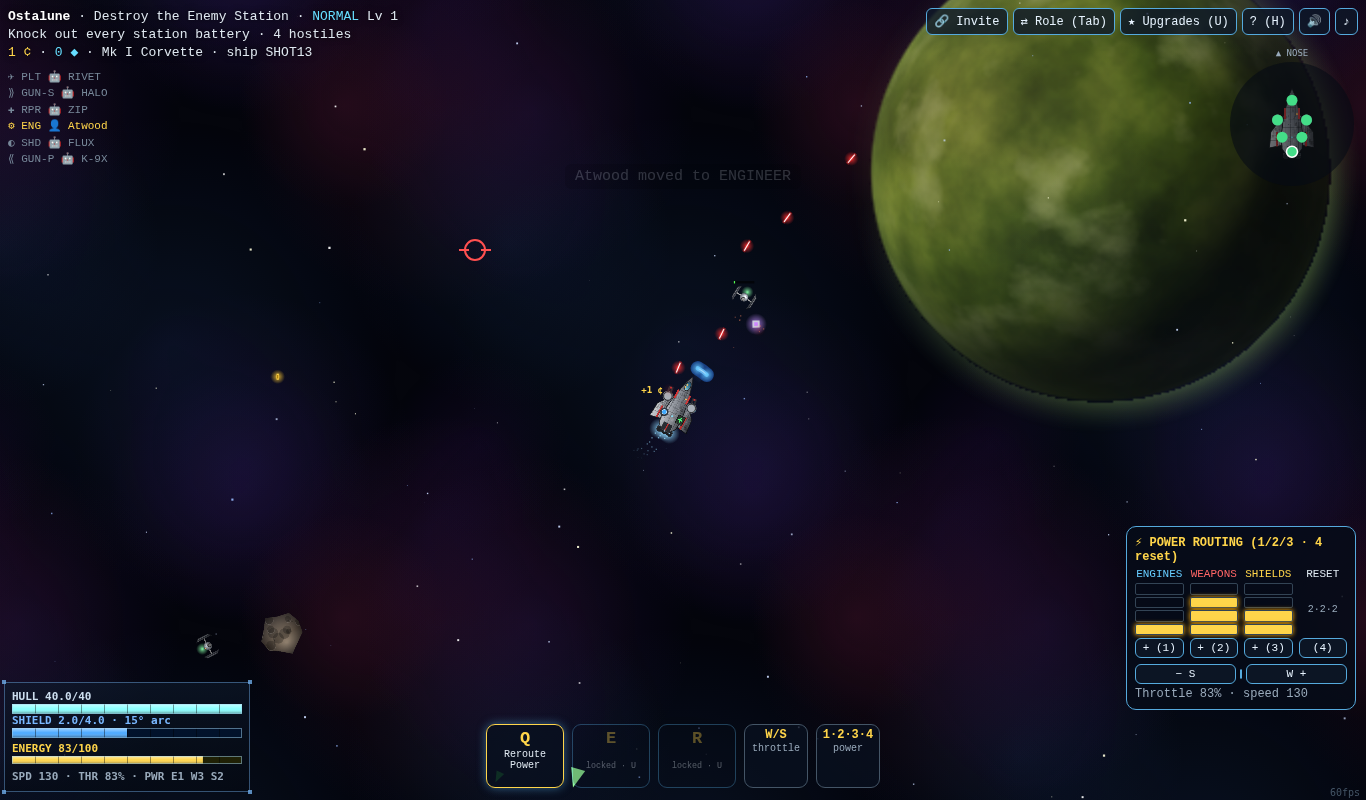 Ostalune · Destroy the Enemy Station · NORMAL Lv 1
Knock out every station battery · 4 hostiles
1 ¢ · 0 ◆ · Mk I Corvette · ship SHOT13
✈ PLT 🤖 RIVET
⟫ GUN-S 🤖 HALO
✚ RPR 🤖 ZIP
⚙ ENG 👤 Atwood
◐ SHD 🤖 FLUX
⟪ GUN-P 🤖 K-9X
🔗 Invite
⇄ Role (Tab)
★ Upgrades (U)
? (H)
🔊
♪
▲ NOSE
Atwood moved to ENGINEER
+1 ¢
⚡ POWER ROUTING (1/2/3 · 4 reset)
ENGINES WEAPONS SHIELDS RESET
2·2·2
+ (1) + (2) + (3) (4)
− S W +
Throttle 83% · speed 130
HULL 40.0/40
SHIELD 2.0/4.0 · 15° arc
ENERGY 83/100
SPD 130 · THR 83% · PWR E1 W3 S2
Q
Reroute
Power
E
locked · U
R
locked · U
W/S
throttle
1·2·3·4
power
60fps